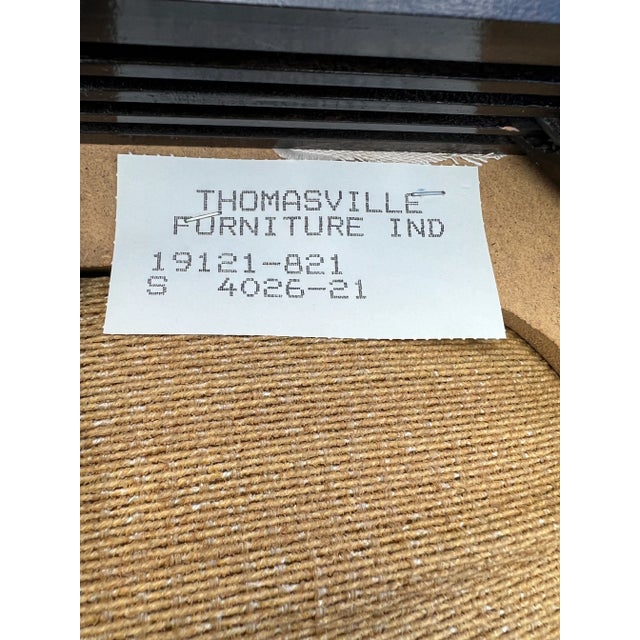 THOMASVILLE
FURNITURE IND
19121-821
S 4026-21